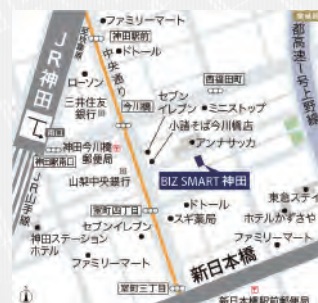 ファミリーマート
神田駅前
ドトール
中央通り
JR神田
ローソン
三井住友
銀行
今川橋
セブン
イレブン
西福田町
ミニストップ
小諸そば今川橋店
アンナサッカ
都高速1号上野線
南口
神田駅南口
神田今川橋
郵便局
山梨中央銀行
BIZ SMART 神田
JR山手線
室町四丁目
セブンイレブン
神田ステーション
ホテル
ファミリーマート
ドトール
スギ薬局
東急ステイ
ホテルかずさや
ファミリーマート
新日本橋
室町三丁目
新日本橋駅前郵便局